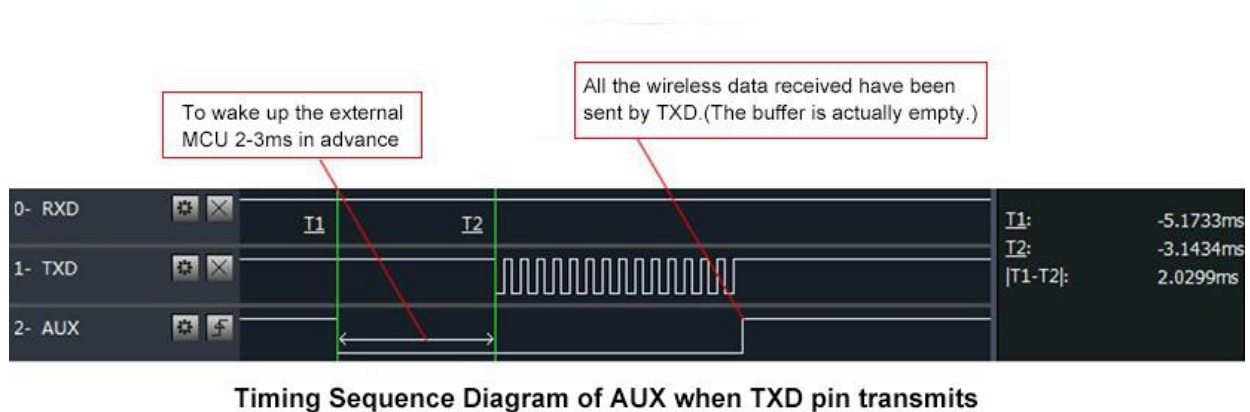 To wake up the external
MCU 2-3ms in advance
All the wireless data received have been
sent by TXD.(The buffer is actually empty.)
0- RXD
T1
T2
1- TXD
2- AUX
T1: -5.1733ms
T2: -3.1434ms
|T1-T2|: 2.0299ms
Timing Sequence Diagram of AUX when TXD pin transmits